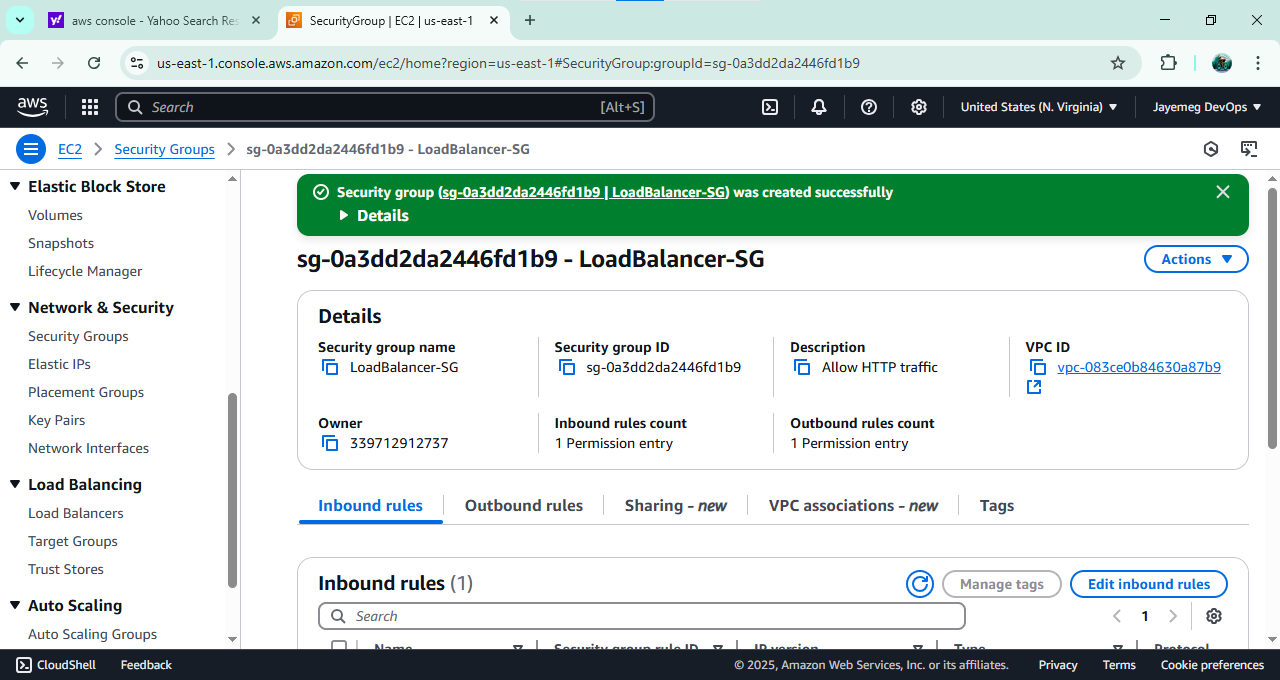 aws console - Yahoo Search Res
SecurityGroup | EC2 | us-east-1
us-east-1.console.aws.amazon.com/ec2/home?region=us-east-1#SecurityGroup:groupId=sg-0a3dd2da2446fd1b9
aws
Search
[Alt+S]
United States (N. Virginia)
Jayemeg DevOps
EC2
Security Groups
sg-0a3dd2da2446fd1b9 - LoadBalancer-SG
Elastic Block Store
Volumes
Snapshots
Lifecycle Manager
Network & Security
Security Groups
Elastic IPs
Placement Groups
Key Pairs
Network Interfaces
Load Balancing
Load Balancers
Target Groups
Trust Stores
Auto Scaling
Auto Scaling Groups
Security group (sg-0a3dd2da2446fd1b9 | LoadBalancer-SG) was created successfully
Details
sg-0a3dd2da2446fd1b9 - LoadBalancer-SG
Actions
Details
Security group name
LoadBalancer-SG
Security group ID
sg-0a3dd2da2446fd1b9
Description
Allow HTTP traffic
VPC ID
vpc-083ce0b84630a87b9
Owner
339712912737
Inbound rules count
1 Permission entry
Outbound rules count
1 Permission entry
Inbound rules
Outbound rules
Sharing - new
VPC associations - new
Tags
Inbound rules (1)
Manage tags
Edit inbound rules
Search
1
Name
Security group rule ID
IP version
Type
Protocol
CloudShell
Feedback
© 2025, Amazon Web Services, Inc. or its affiliates.
Privacy
Terms
Cookie preferences